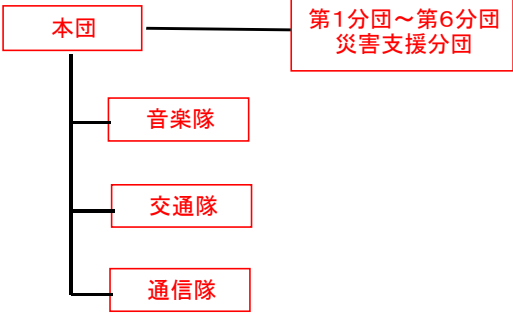 本団
第1分団～第6分団
災害支援分団
音楽隊
交通隊
通信隊